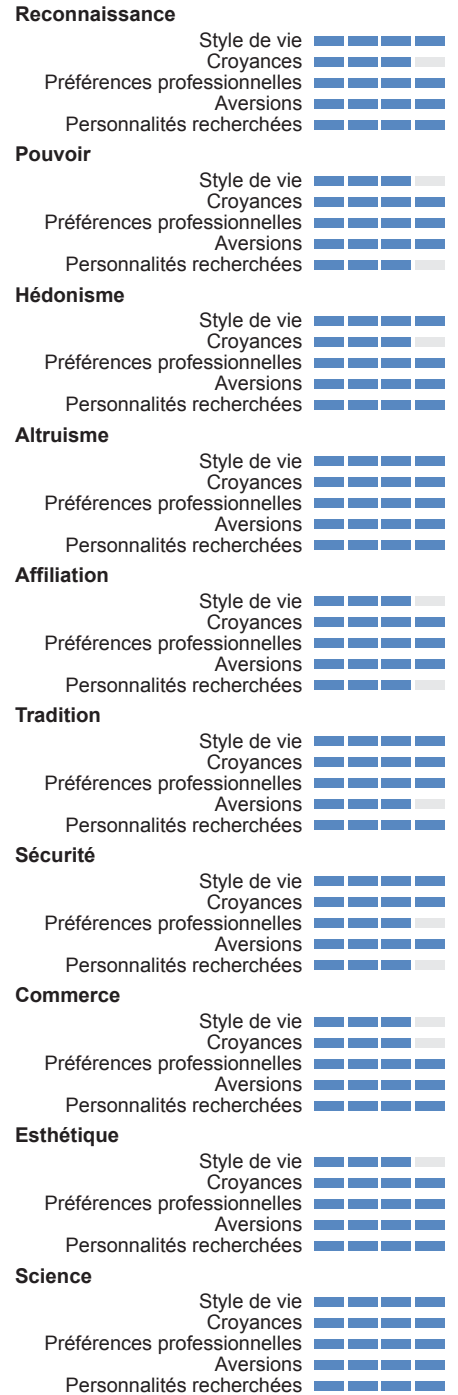 Reconnaissance
Style de vie
Croyances
Préférences professionnelles
Aversions
Personnalités recherchées
Pouvoir
Style de vie
Croyances
Préférences professionnelles
Aversions
Personnalités recherchées
Hédonisme
Style de vie
Croyances
Préférences professionnelles
Aversions
Personnalités recherchées
Altruisme
Style de vie
Croyances
Préférences professionnelles
Aversions
Personnalités recherchées
Affiliation
Style de vie
Croyances
Préférences professionnelles
Aversions
Personnalités recherchées
Tradition
Style de vie
Croyances
Préférences professionnelles
Aversions
Personnalités recherchées
Sécurité
Style de vie
Croyances
Préférences professionnelles
Aversions
Personnalités recherchées
Commerce
Style de vie
Croyances
Préférences professionnelles
Aversions
Personnalités recherchées
Esthétique
Style de vie
Croyances
Préférences professionnelles
Aversions
Personnalités recherchées
Science
Style de vie
Croyances
Préférences professionnelles
Aversions
Personnalités recherchées